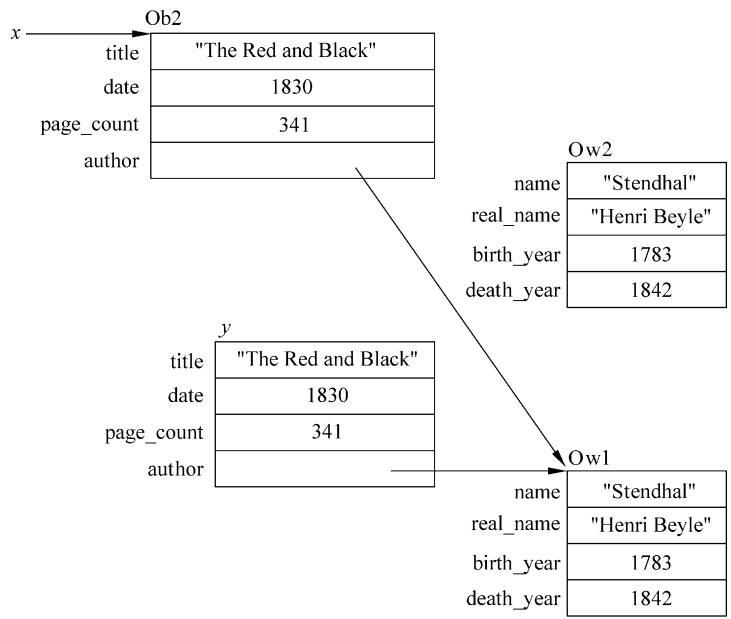 Ob2
x
title "The Red and Black"
date 1830
page_count 341
author
Ow2
name "Stendhal"
real_name "Henri Beyle"
birth_year 1783
death_year 1842
y
title "The Red and Black"
date 1830
page_count 341
author
Ow1
name "Stendhal"
real_name "Henri Beyle"
birth_year 1783
death_year 1842